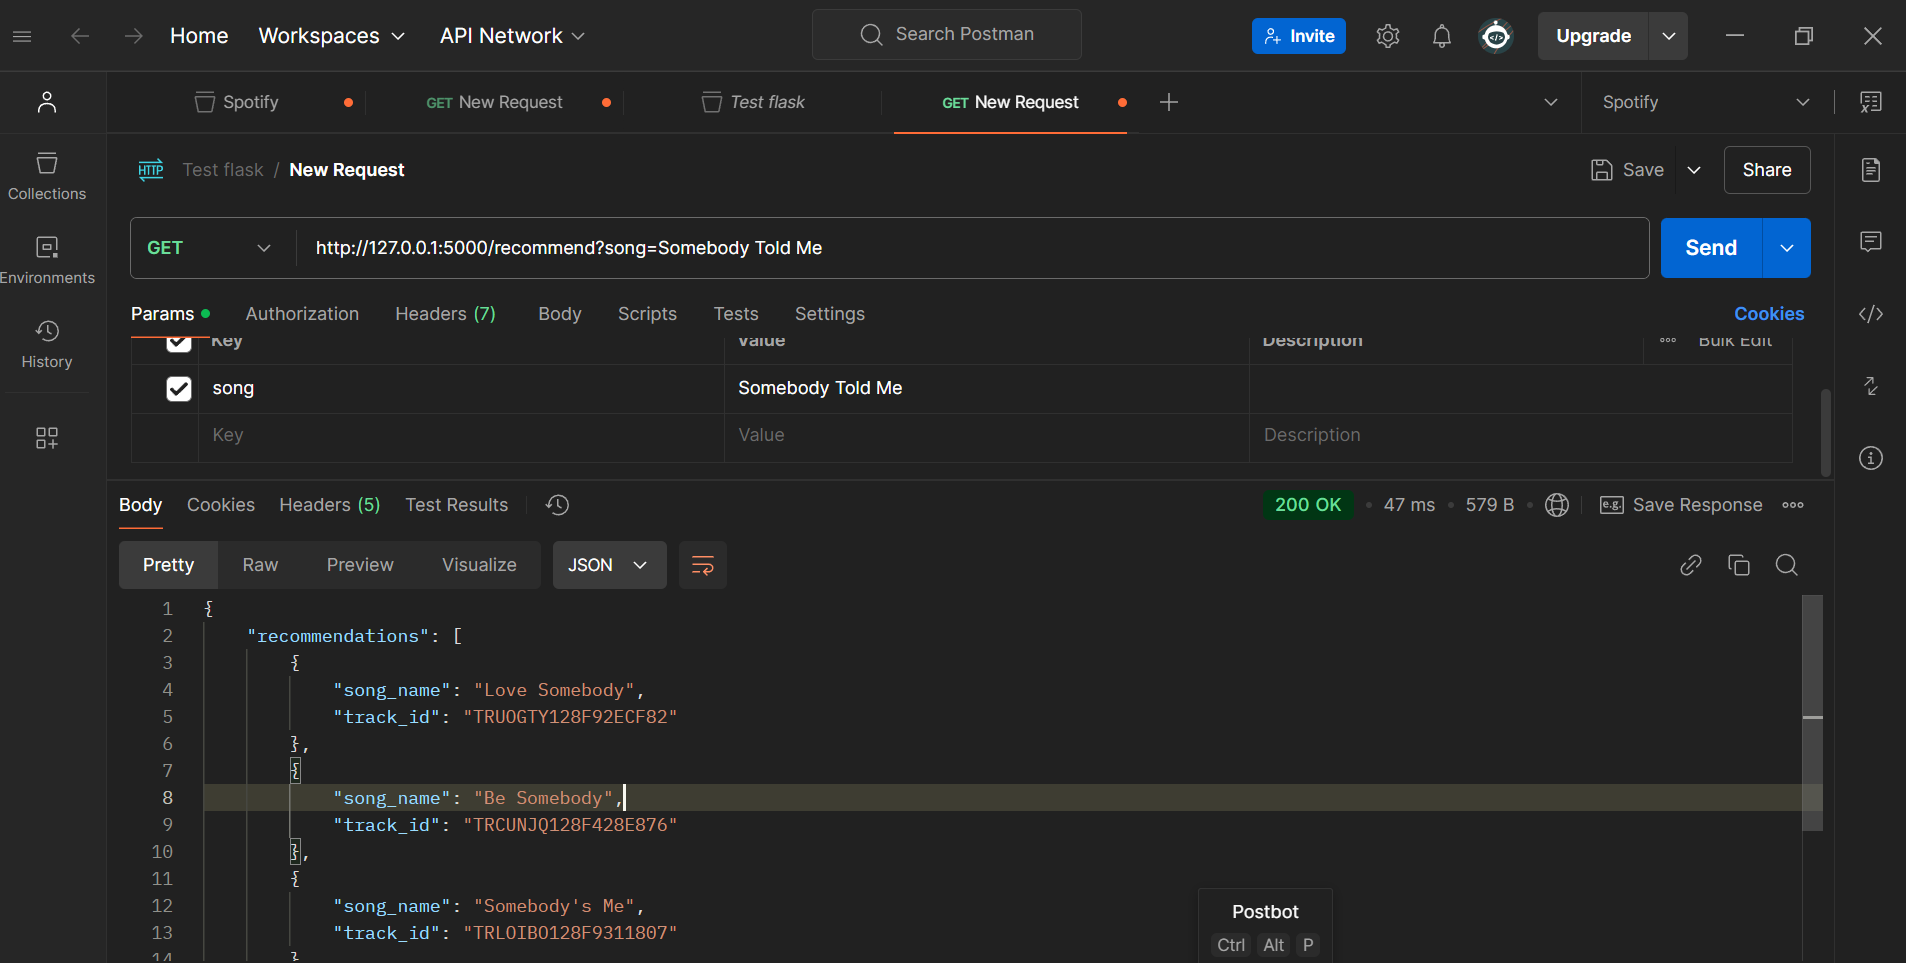 Home Workspaces API Network Search Postman Invite Upgrade
Spotify GET New Request Test flask GET New Request Spotify
HTTP Test flask / New Request Save Share
Collections
GET http://127.0.0.1:5000/recommend?song=Somebody Told Me Send
Environments
Params Authorization Headers (7) Body Scripts Tests Settings Cookies
Key Value Description Bulk Edit
History
song Somebody Told Me
Key Value Description
Body Cookies Headers (5) Test Results 200 OK • 47 ms • 579 B • e.g. Save Response
Pretty Raw Preview Visualize JSON
1 {
2 "recommendations": [
3 {
4 "song_name": "Love Somebody",
5 "track_id": "TRUOGTY128F92ECF82"
6 },
7 {
8 "song_name": "Be Somebody",
9 "track_id": "TRCUNJQ128F428E876"
10 },
11 {
12 "song_name": "Somebody's Me",
13 "track_id": "TRLOIBO128F9311807"
14 }
Postbot
Ctrl Alt P